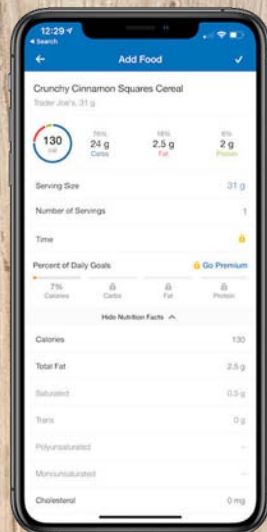 12:29
Search
Add Food
Crunchy Cinnamon Squares Cereal
Trader Joe's, 31 g
130
cal
76% 18% 6%
24 g 2.5 g 2 g
Carbs Fat Protein
Serving Size 31 g
Number of Servings 1
Time
Percent of Daily Goals Go Premium
7%
Calories Carbs Fat Protein
Hide Nutrition Facts
Calories 130
Total Fat 2.5 g
Saturated 0.5 g
Trans 0 g
Polyunsaturated --
Monounsaturated --
Cholesterol 0 mg